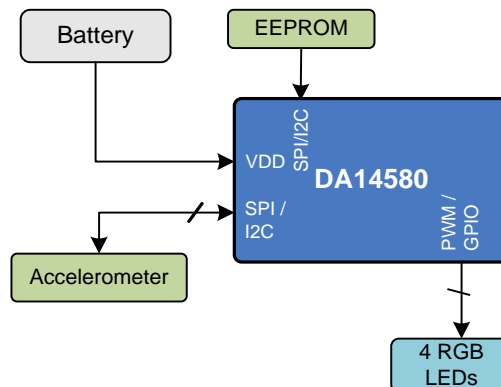 Battery
EEPROM
SPI/I2C
VDD
DA14580
SPI /
I2C
PWM /
GPIO
Accelerometer
4 RGB
LEDs